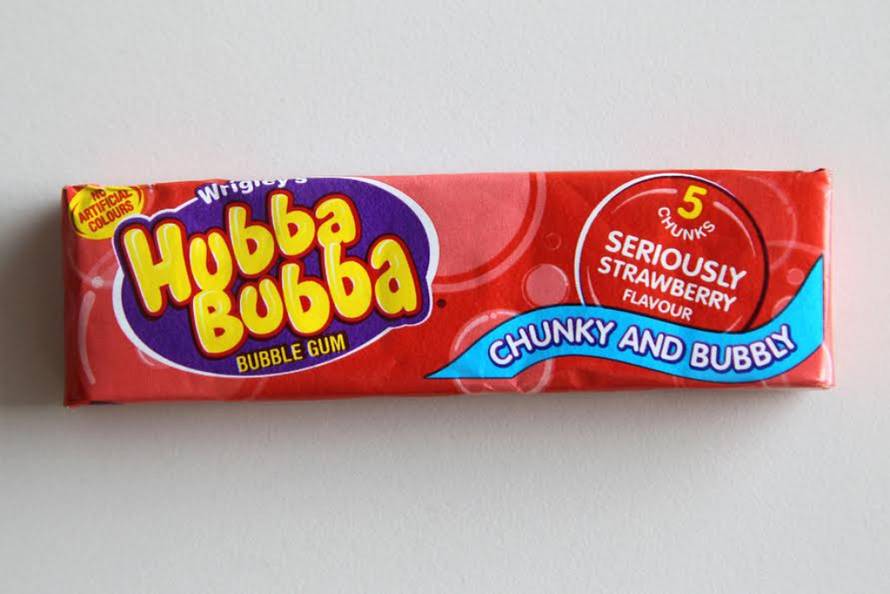 NO
ARTIFICIAL
COLOURS
Wrigley's
Hubba
Bubba
BUBBLE GUM
5
CHUNKS
SERIOUSLY
STRAWBERRY
FLAVOUR
CHUNKY AND BUBBLY